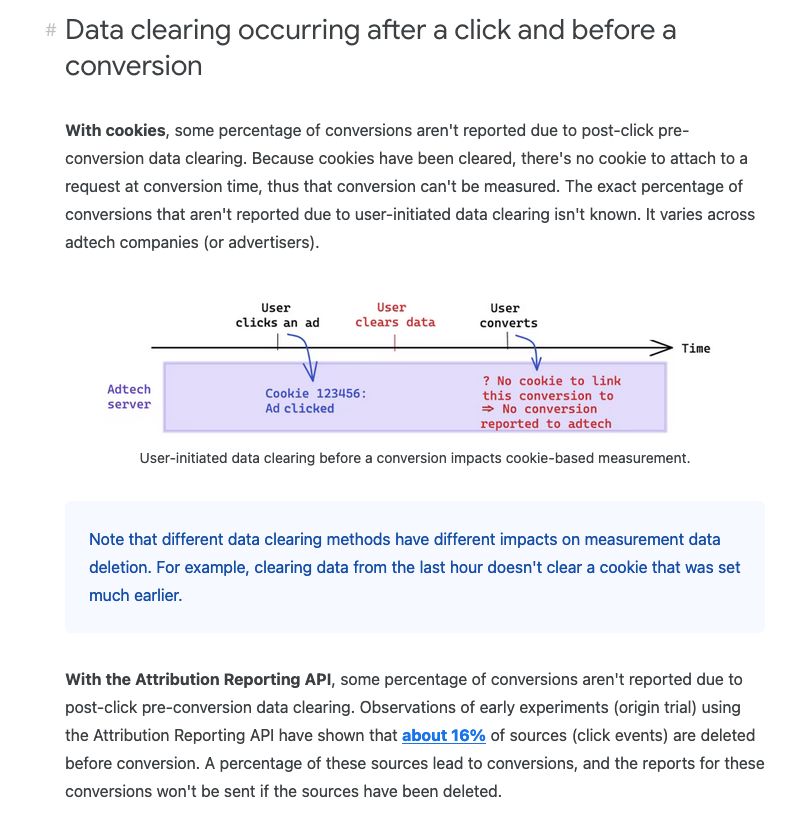 # Data clearing occurring after a click and before a
conversion
With cookies, some percentage of conversions aren't reported due to post-click pre-
conversion data clearing. Because cookies have been cleared, there's no cookie to attach to a
request at conversion time, thus that conversion can't be measured. The exact percentage of
conversions that aren't reported due to user-initiated data clearing isn't known. It varies across
adtech companies (or advertisers).
User
clicks an ad
User
clears data
User
converts
Time
Adtech
server
Cookie 123456:
Ad clicked
? No cookie to link
this conversion to
⇒ No conversion
reported to adtech
User-initiated data clearing before a conversion impacts cookie-based measurement.
Note that different data clearing methods have different impacts on measurement data
deletion. For example, clearing data from the last hour doesn't clear a cookie that was set
much earlier.
With the Attribution Reporting API, some percentage of conversions aren't reported due to
post-click pre-conversion data clearing. Observations of early experiments (origin trial) using
the Attribution Reporting API have shown that about 16% of sources (click events) are deleted
before conversion. A percentage of these sources lead to conversions, and the reports for these
conversions won't be sent if the sources have been deleted.